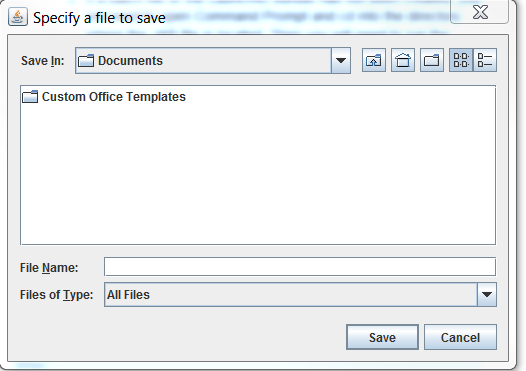 Specify a file to save
Save In: Documents
Custom Office Templates
File Name:
Files of Type: All Files
Save Cancel